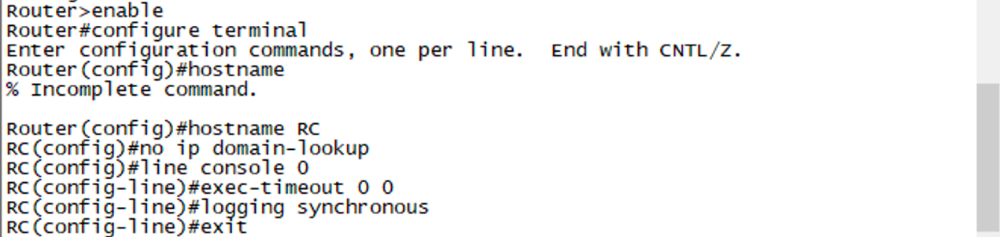 Router>enable
Router#configure terminal
Enter configuration commands, one per line.  End with CNTL/Z.
Router(config)#hostname
% Incomplete command.

Router(config)#hostname RC
RC(config)#no ip domain-lookup
RC(config)#line console 0
RC(config-line)#exec-timeout 0 0
RC(config-line)#logging synchronous
RC(config-line)#exit